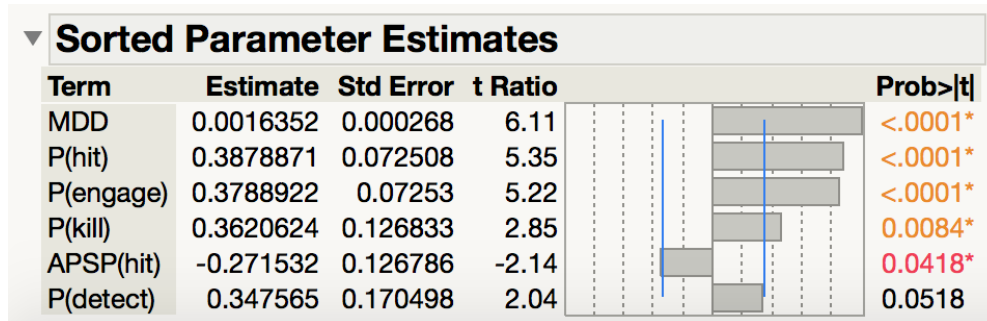 Sorted Parameter Estimates
Term Estimate Std Error t Ratio Prob>|t|
MDD 0.0016352 0.000268 6.11 <.0001*
P(hit) 0.3878871 0.072508 5.35 <.0001*
P(engage) 0.3788922 0.07253 5.22 <.0001*
P(kill) 0.3620624 0.126833 2.85 0.0084*
APSP(hit) -0.271532 0.126786 -2.14 0.0418*
P(detect) 0.347565 0.170498 2.04 0.0518